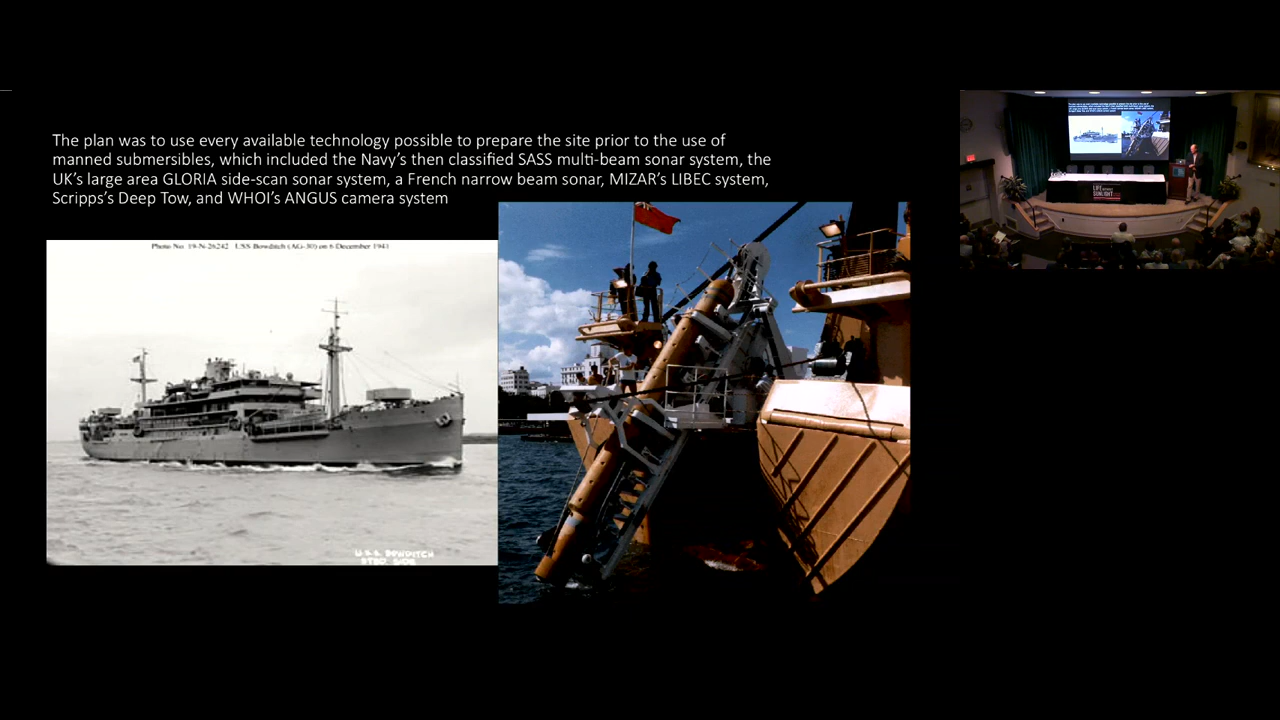 The plan was to use every available technology possible to prepare the site prior to the use of
manned submersibles, which included the Navy's then classified SASS multi-beam sonar system, the
UK's large area GLORIA side-scan sonar system, a French narrow beam sonar, MIZAR's LIBEC system,
Scripps's Deep Tow, and WHOI's ANGUS camera system
Photo No. 19-N-26242 USS Bowditch (AG-30) on 6 December 1941
U.S.S. BOWDITCH
LIFT
SUNLIGHT